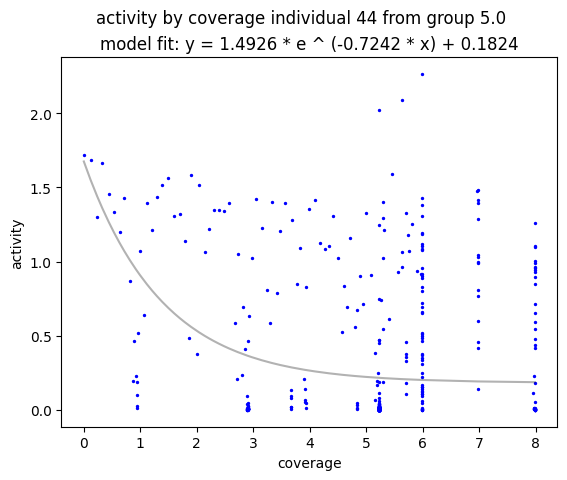 activity by coverage individual 44 from group 5.0
model fit: y = 1.4926 * e ^ (-0.7242 * x) + 0.1824
2.0
1.5
1.0
0.5
0.0
activity
0 1 2 3 4 5 6 7 8
coverage